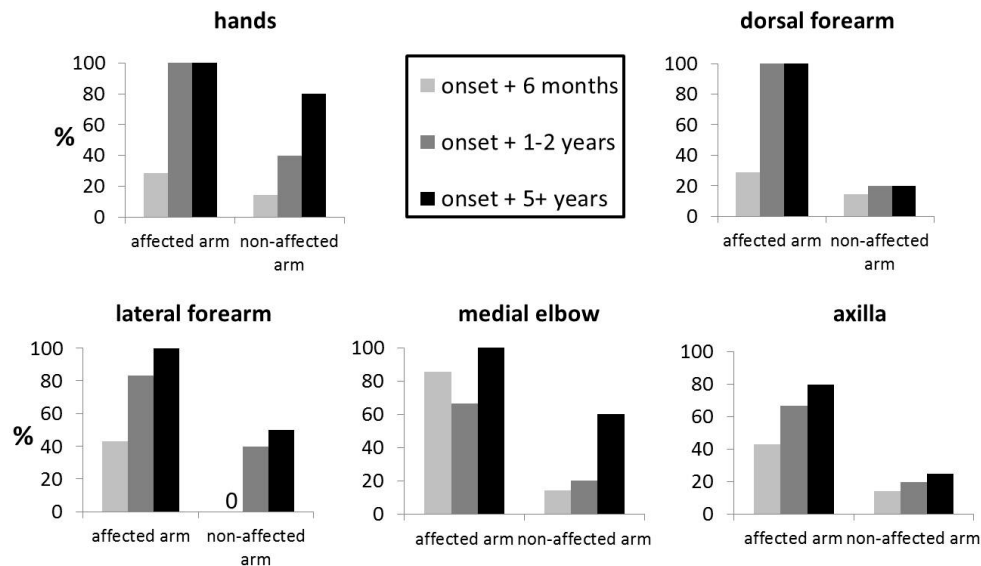 hands
100
80
60
40
20
0
%
affected arm
non-affected
arm
onset + 6 months
onset + 1-2 years
onset + 5+ years
dorsal forearm
100
80
60
40
20
0
affected arm
non-affected
arm
lateral forearm
100
80
60
40
20
0
%
0
affected arm
non-affected
arm
medial elbow
100
80
60
40
20
0
affected arm
non-affected arm
axilla
100
80
60
40
20
0
affected arm
non-affected arm